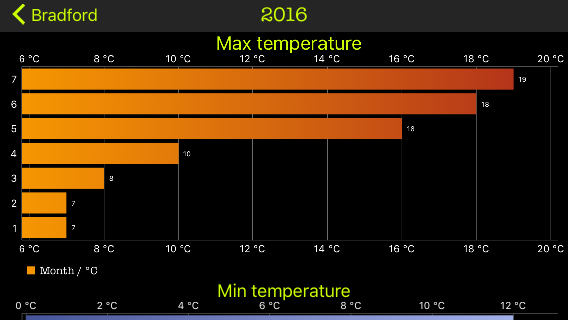 Bradford
2016
Max temperature
6 °C 8 °C 10 °C 12 °C 14 °C 16 °C 18 °C 20 °C
7 19
6 18
5 16
4 10
3 8
2 7
1 7
6 °C 8 °C 10 °C 12 °C 14 °C 16 °C 18 °C 20 °C
Month / °C
Min temperature
0 °C 2 °C 4 °C 6 °C 8 °C 10 °C 12 °C